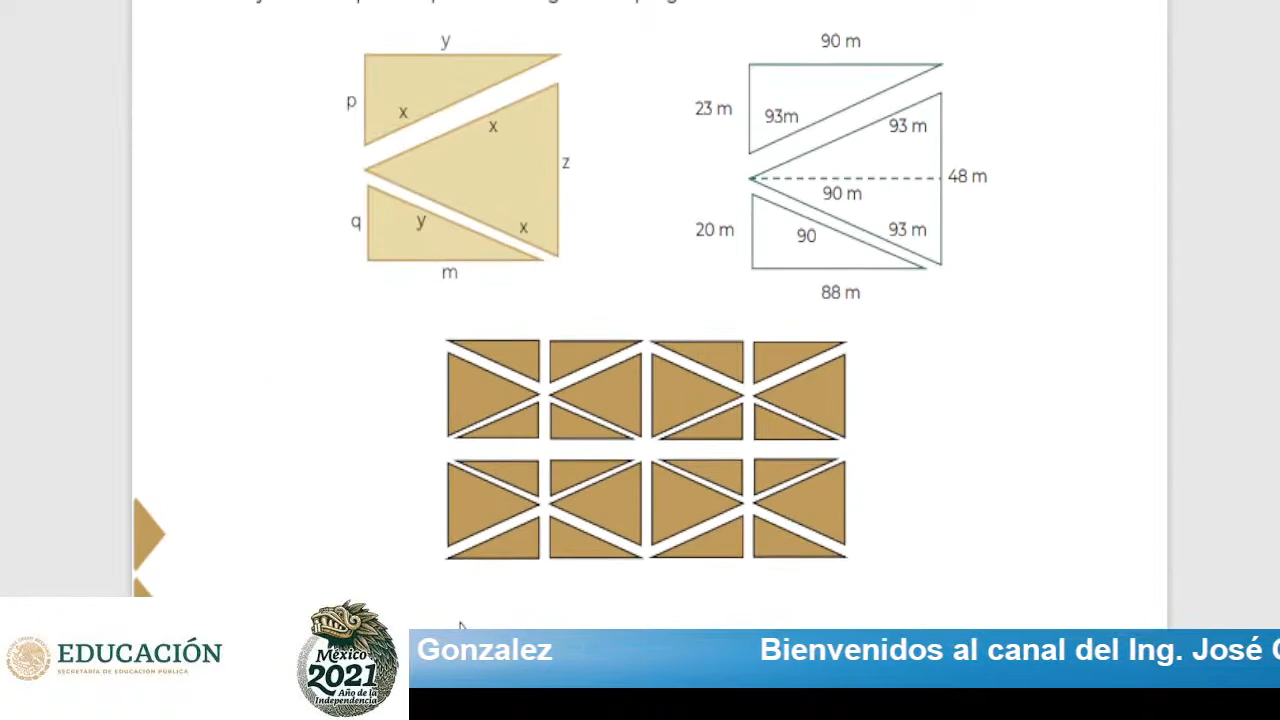 y
p
x
x
z
q
y
x
m
90 m
23 m
93m
93 m
48 m
90 m
20 m
90
93 m
88 m
EDUCACIÓN
SECRETARÍA DE EDUCACIÓN PÚBLICA
México
2021
Año de la
Independencia
Gonzalez Bienvenidos al canal del Ing. José